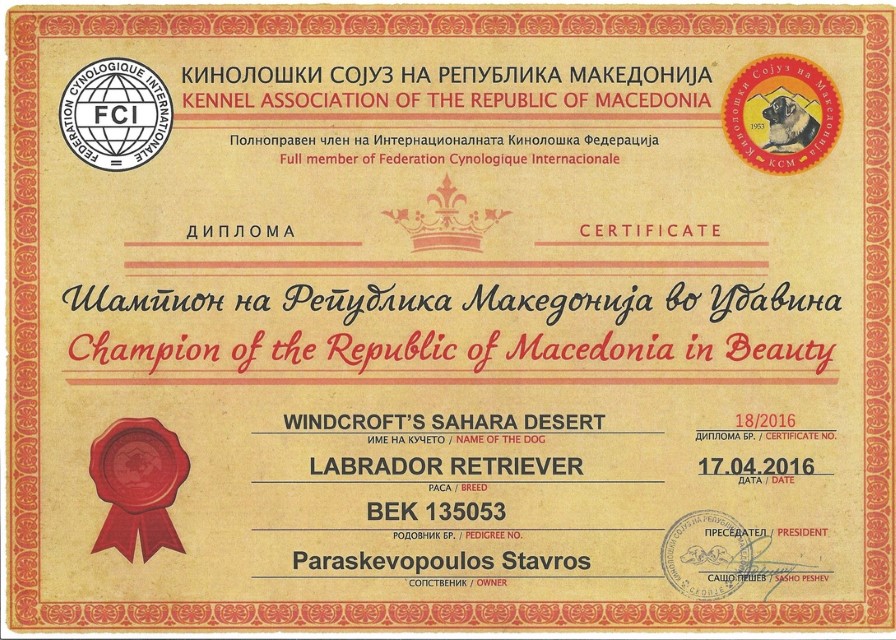 КИНОЛОШКИ СОЈУЗ НА РЕПУБЛИКА МАКЕДОНИЈА
KENNEL ASSOCIATION OF THE REPUBLIC OF MACEDONIA
FEDERATION CYNOLOGIQUE INTERNATIONALE
FCI
Кинолошки Сојуз на Македонија
1953
КСМ
Полноправен член на Интернационалната Кинолошка Федерација
Full member of Federation Cynologique Internacionale
ДИПЛОМА
CERTIFICATE
Шампион на Република Македонија во Убавина
Champion of the Republic of Macedonia in Beauty
WINDCROFT'S SAHARA DESERT
ИМЕ НА КУЧЕТО / NAME OF THE DOG
18/2016
ДИПЛОМА БР. / CERTIFICATE NO.
LABRADOR RETRIEVER
РАСА / BREED
17.04.2016
ДАТА / DATE
BEK 135053
РОДОВНИК БР. / PEDIGREE NO.
ПРЕСЕДАТЕЛ / PRESIDENT
Paraskevopoulos Stavros
СОПСТВЕНИК / OWNER
САШО ПЕШЕВ / SASHO PESHEV
СКОПЈЕ